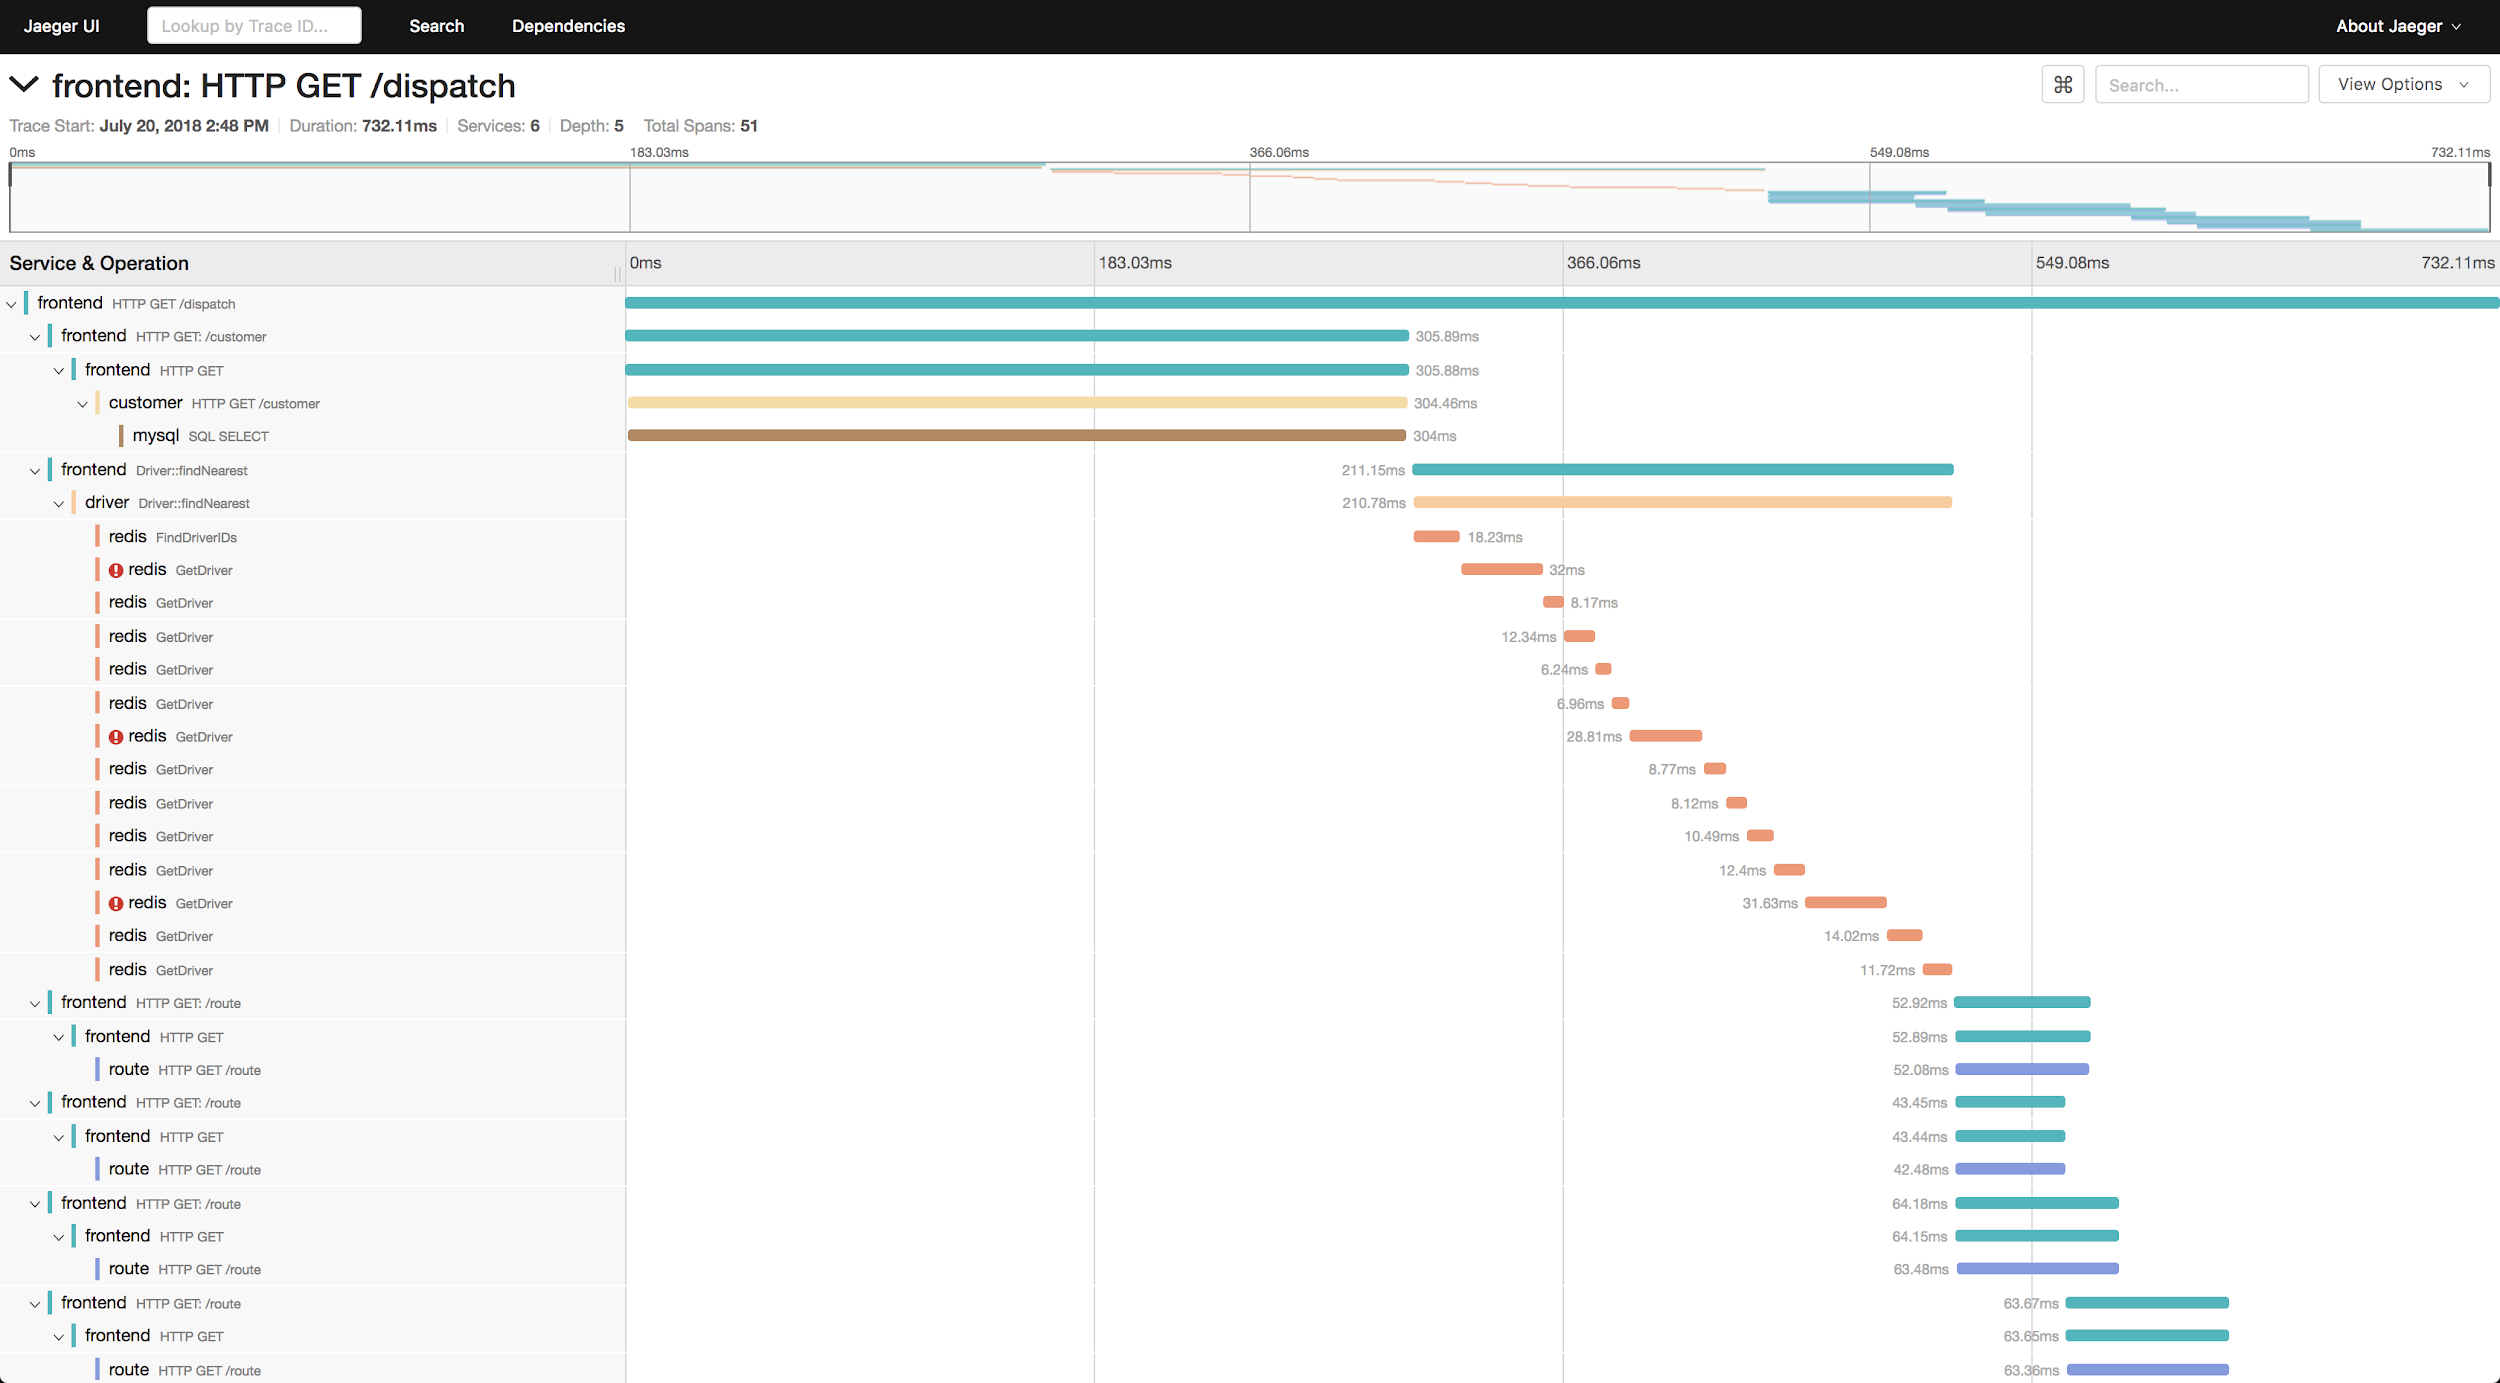 Jaeger UI Lookup by Trace ID... Search Dependencies About Jaeger
frontend: HTTP GET /dispatch ⌘ Search... View Options
Trace Start: July 20, 2018 2:48 PM Duration: 732.11ms Services: 6 Depth: 5 Total Spans: 51
0ms 183.03ms 366.06ms 549.08ms 732.11ms
Service & Operation 0ms 183.03ms 366.06ms 549.08ms 732.11ms
frontend HTTP GET /dispatch
frontend HTTP GET: /customer 305.89ms
frontend HTTP GET 305.88ms
customer HTTP GET /customer 304.46ms
mysql SQL SELECT 304ms
frontend Driver::findNearest 211.15ms
driver Driver::findNearest 210.78ms
redis FindDriverIDs 18.23ms
redis GetDriver 32ms
redis GetDriver 8.17ms
redis GetDriver 12.34ms
redis GetDriver 6.24ms
redis GetDriver 6.96ms
redis GetDriver 28.81ms
redis GetDriver 8.77ms
redis GetDriver 8.12ms
redis GetDriver 10.49ms
redis GetDriver 12.4ms
redis GetDriver 31.63ms
redis GetDriver 14.02ms
redis GetDriver 11.72ms
frontend HTTP GET: /route 52.92ms
frontend HTTP GET 52.89ms
route HTTP GET /route 52.08ms
frontend HTTP GET: /route 43.45ms
frontend HTTP GET 43.44ms
route HTTP GET /route 42.48ms
frontend HTTP GET: /route 64.18ms
frontend HTTP GET 64.15ms
route HTTP GET /route 63.48ms
frontend HTTP GET: /route 63.67ms
frontend HTTP GET 63.65ms
route HTTP GET /route 63.36ms